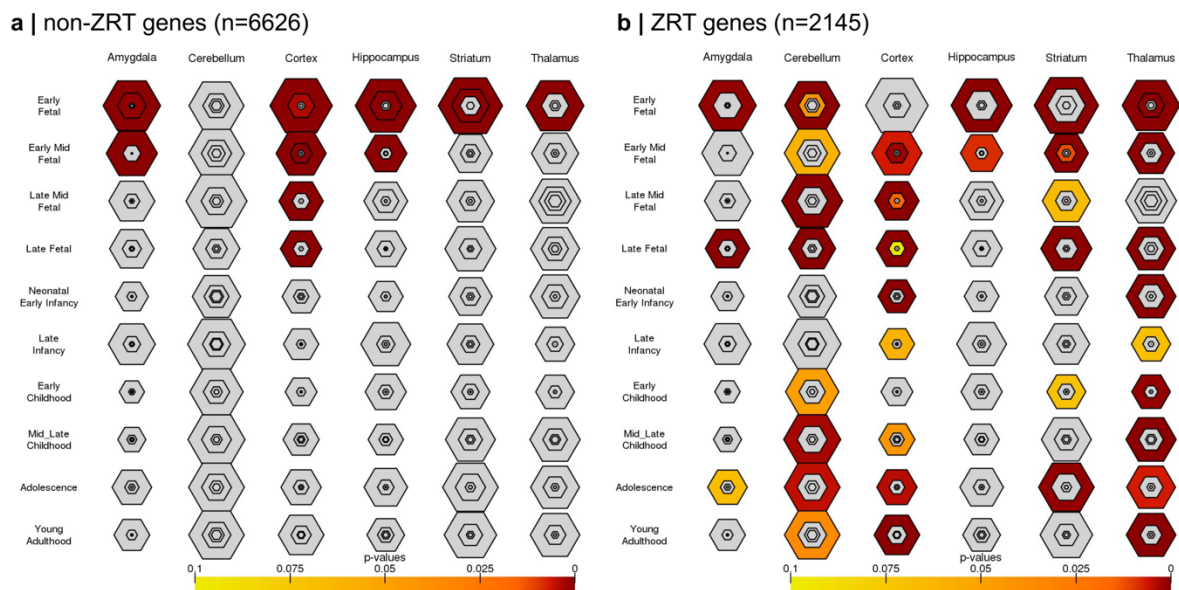 a | non-ZRT genes (n=6626)
Amygdala Cerebellum Cortex Hippocampus Striatum Thalamus
Early
Fetal
Early Mid
Fetal
Late Mid
Fetal
Late Fetal
Neonatal
Early Infancy
Late
Infancy
Early
Childhood
Mid_Late
Childhood
Adolescence
Young
Adulthood
p-values
0.1 0.075 0.05 0.025 0
b | ZRT genes (n=2145)
Amygdala Cerebellum Cortex Hippocampus Striatum Thalamus
Early
Fetal
Early Mid
Fetal
Late Mid
Fetal
Late Fetal
Neonatal
Early Infancy
Late
Infancy
Early
Childhood
Mid_Late
Childhood
Adolescence
Young
Adulthood
p-values
0.1 0.075 0.05 0.025 0